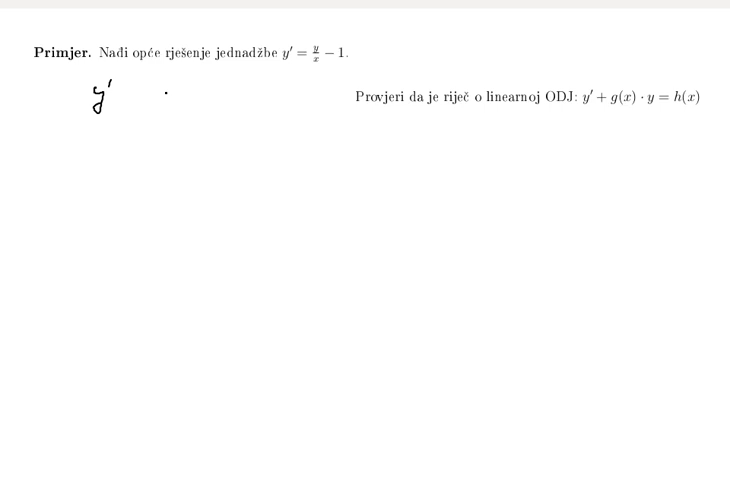 Primjer. Nađi opće rješenje jednadžbe y′ = y/x − 1.
y′
Provjeri da je riječ o linearnoj ODJ: y′ + g(x) · y = h(x)